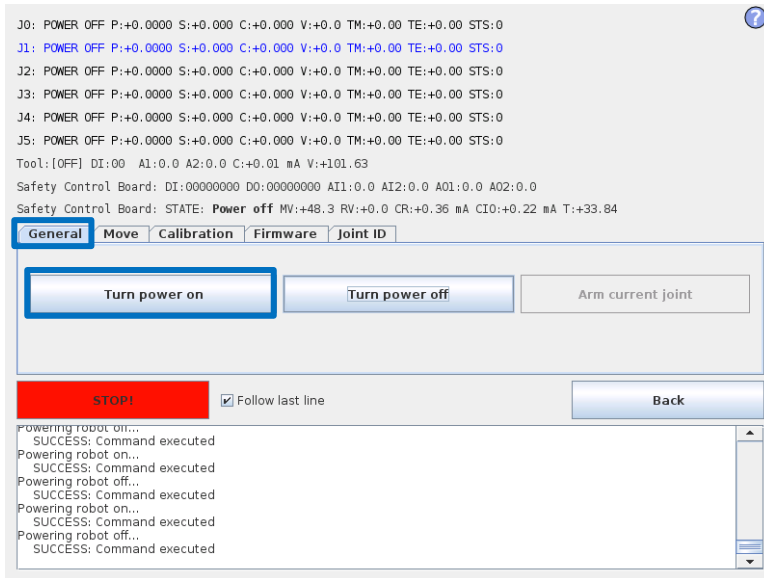 ?
J0: POWER OFF P:+0.0000 S:+0.000 C:+0.000 V:+0.0 TM:+0.00 TE:+0.00 STS:0
J1: POWER OFF P:+0.0000 S:+0.000 C:+0.000 V:+0.0 TM:+0.00 TE:+0.00 STS:0
J2: POWER OFF P:+0.0000 S:+0.000 C:+0.000 V:+0.0 TM:+0.00 TE:+0.00 STS:0
J3: POWER OFF P:+0.0000 S:+0.000 C:+0.000 V:+0.0 TM:+0.00 TE:+0.00 STS:0
J4: POWER OFF P:+0.0000 S:+0.000 C:+0.000 V:+0.0 TM:+0.00 TE:+0.00 STS:0
J5: POWER OFF P:+0.0000 S:+0.000 C:+0.000 V:+0.0 TM:+0.00 TE:+0.00 STS:0
Tool:[OFF] DI:00 A1:0.0 A2:0.0 C:+0.01 mA V:+101.63
Safety Control Board: DI:00000000 DO:00000000 AI1:0.0 AI2:0.0 AO1:0.0 AO2:0.0
Safety Control Board: STATE: Power off MV:+48.3 RV:+0.0 CR:+0.36 mA CIO:+0.22 mA T:+33.84
General Move Calibration Firmware Joint ID
Turn power on Turn power off Arm current joint
STOP! Follow last line Back
Powering robot off...
SUCCESS: Command executed
Powering robot on...
SUCCESS: Command executed
Powering robot off...
SUCCESS: Command executed
Powering robot on...
SUCCESS: Command executed
Powering robot off...
SUCCESS: Command executed